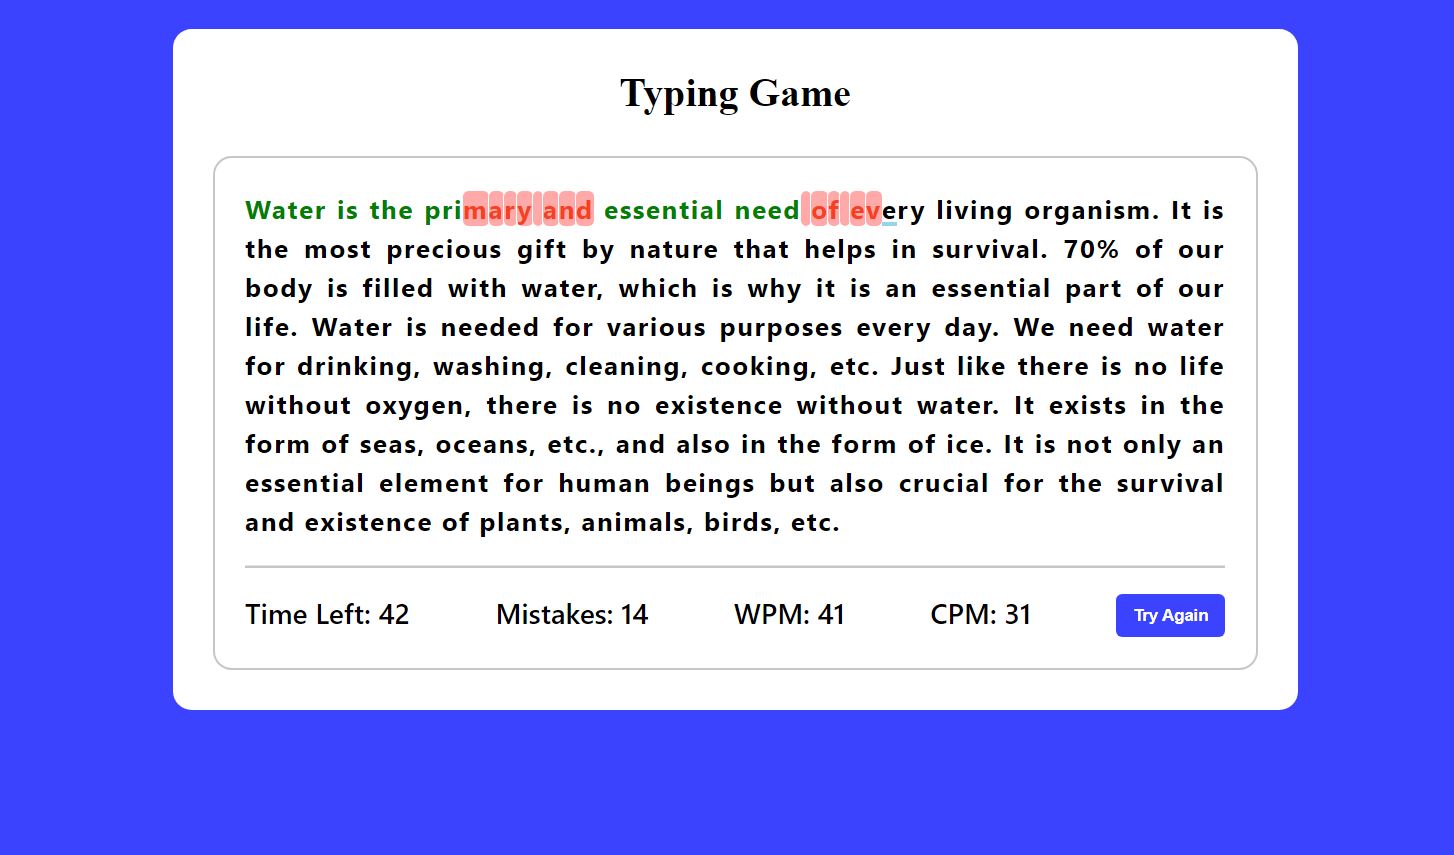 Typing Game
Water is the primary and essential need of every living organism. It is
the most precious gift by nature that helps in survival. 70% of our
body is filled with water, which is why it is an essential part of our
life. Water is needed for various purposes every day. We need water
for drinking, washing, cleaning, cooking, etc. Just like there is no life
without oxygen, there is no existence without water. It exists in the
form of seas, oceans, etc., and also in the form of ice. It is not only an
essential element for human beings but also crucial for the survival
and existence of plants, animals, birds, etc.
Time Left: 42 Mistakes: 14 WPM: 41 CPM: 31 Try Again